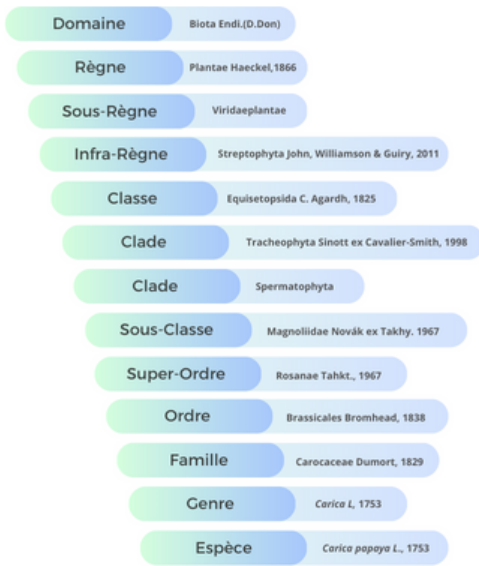 Domaine Biota Endi.(D.Don)
Règne Plantae Haeckel,1866
Sous-Règne Viridaeplantae
Infra-Règne Streptophyta John, Williamson & Guiry, 2011
Classe Equisetopsida C. Agardh, 1825
Clade Tracheophyta Sinott ex Cavalier-Smith, 1998
Clade Spermatophyta
Sous-Classe Magnoliidae Novák ex Takhy. 1967
Super-Ordre Rosanae Tahkt., 1967
Ordre Brassicales Bromhead, 1838
Famille Carocaceae Dumort, 1829
Genre Carica L, 1753
Espèce Carica papaya L., 1753